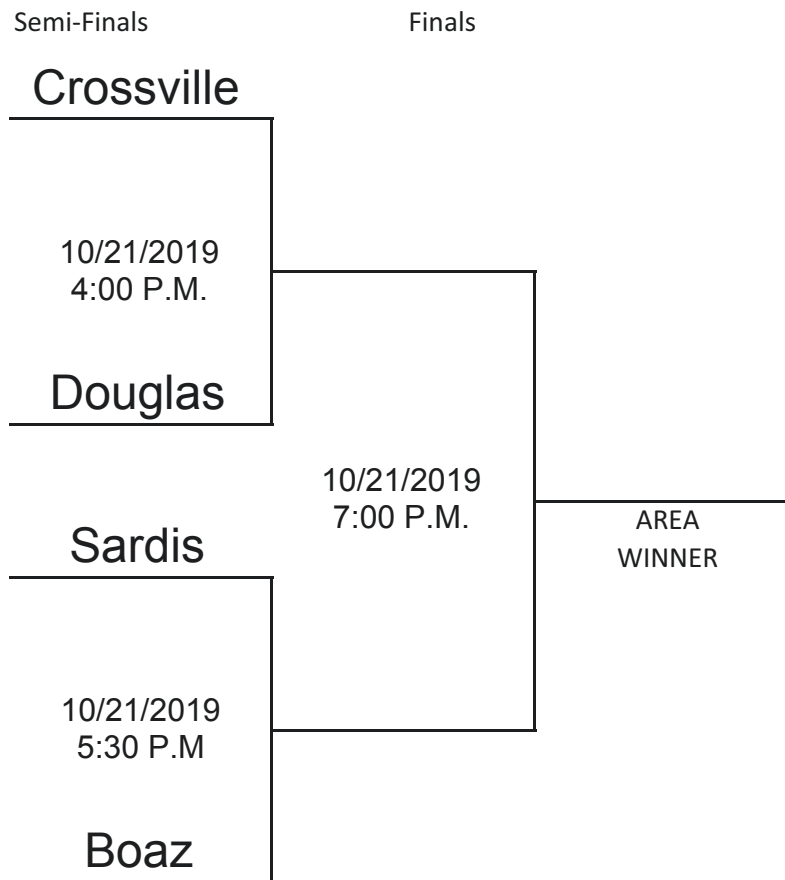 Semi-Finals
Finals
Crossville
10/21/2019
4:00 P.M.
Douglas
10/21/2019
7:00 P.M.
AREA
WINNER
Sardis
10/21/2019
5:30 P.M
Boaz